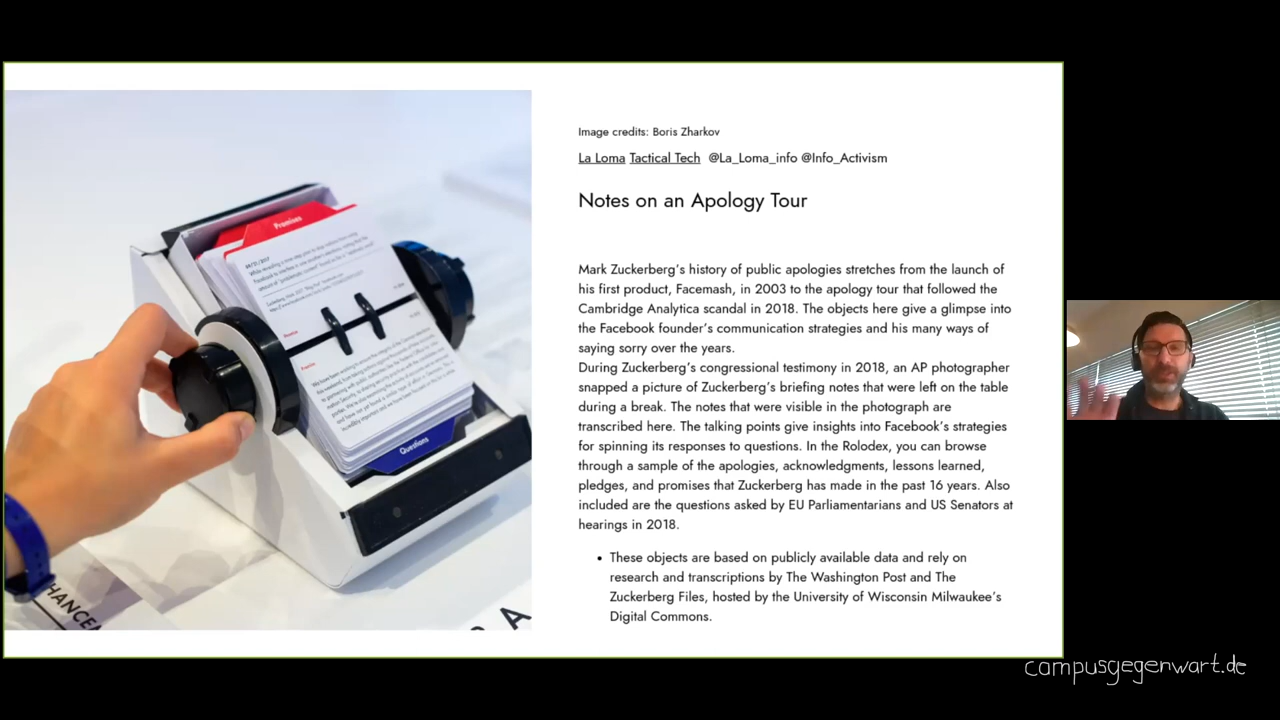 Image credits: Boris Zharkov
La Loma Tactical Tech @La_Loma_info @Info_Activism
Notes on an Apology Tour
Mark Zuckerberg's history of public apologies stretches from the launch of
his first product, Facemash, in 2003 to the apology tour that followed the
Cambridge Analytica scandal in 2018. The objects here give a glimpse into
the Facebook founder's communication strategies and his many ways of
saying sorry over the years.
During Zuckerberg's congressional testimony in 2018, an AP photographer
snapped a picture of Zuckerberg's briefing notes that were left on the table
during a break. The notes that were visible in the photograph are
transcribed here. The talking points give insights into Facebook's strategies
for spinning its responses to questions. In the Rolodex, you can browse
through a sample of the apologies, acknowledgments, lessons learned,
pledges, and promises that Zuckerberg has made in the past 16 years. Also
included are the questions asked by EU Parliamentarians and US Senators at
hearings in 2018.
• These objects are based on publicly available data and rely on
research and transcriptions by The Washington Post and The
Zuckerberg Files, hosted by the University of Wisconsin Milwaukee's
Digital Commons.
Promises
Promise
Promise
Questions
campusgegenwart.de